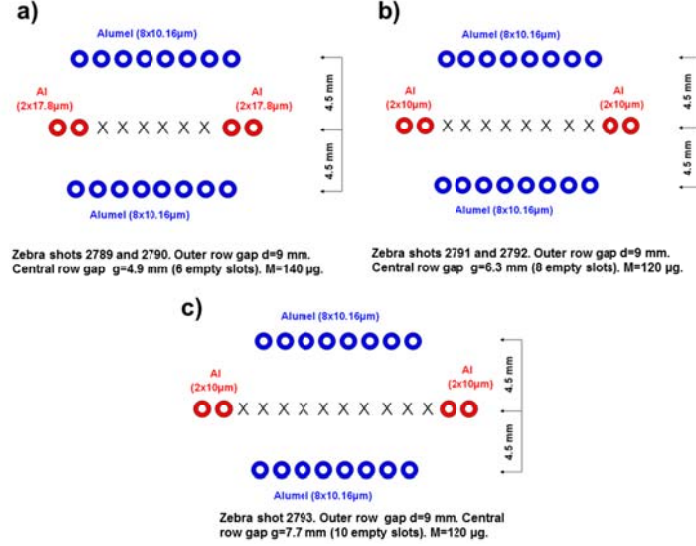 a)
Alumel (8x10.16µm)
Al
(2x17.8µm)
Al
(2x17.8µm)
4.5 mm
4.5 mm
Alumel (8x10.16µm)
Zebra shots 2789 and 2790. Outer row gap d=9 mm.
Central row gap g=4.9 mm (6 empty slots). M=140 µg.
b)
Alumel (8x10.16µm)
Al
(2x10µm)
Al
(2x10µm)
4.5 mm
4.5 mm
Alumel (8x10.16µm)
Zebra shots 2791 and 2792. Outer row gap d=9 mm.
Central row gap g=6.3 mm (8 empty slots). M=120 µg.
c)
Alumel (8x10.16µm)
Al
(2x10µm)
Al
(2x10µm)
4.5 mm
4.5 mm
Alumel (8x10.16µm)
Zebra shot 2793. Outer row gap d=9 mm. Central
row gap g=7.7 mm (10 empty slots). M=120 µg.